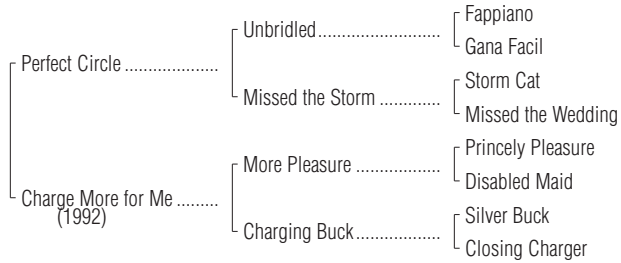 Fappiano
Unbridled
Gana Facil
Perfect Circle
Storm Cat
Missed the Storm
Missed the Wedding
Princely Pleasure
More Pleasure
Disabled Maid
Charge More for Me
(1992)
Silver Buck
Charging Buck
Closing Charger